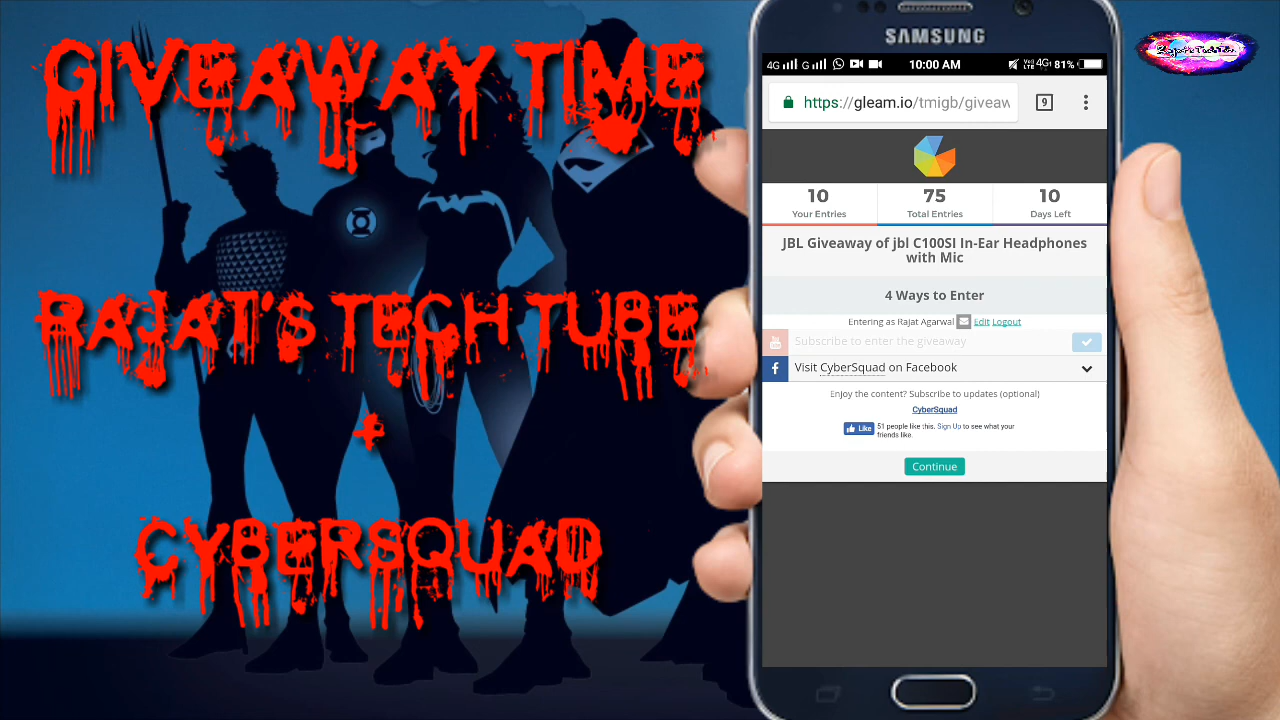 GIVEAWAY TIME
RAJAT'S TECH TUBE
+
CYBERSQUAD
SAMSUNG
4G G 10:00 AM VoLTE 4G 81%
https://gleam.io/tmigb/giveaw 9
10 75 10
Your Entries Total Entries Days Left
JBL Giveaway of jbl C100SI In-Ear Headphones
with Mic
4 Ways to Enter
Entering as Rajat Agarwal Edit Logout
Subscribe to enter the giveaway
Visit CyberSquad on Facebook
Enjoy the content? Subscribe to updates (optional)
CyberSquad
Like 51 people like this. Sign Up to see what your
friends like.
Continue